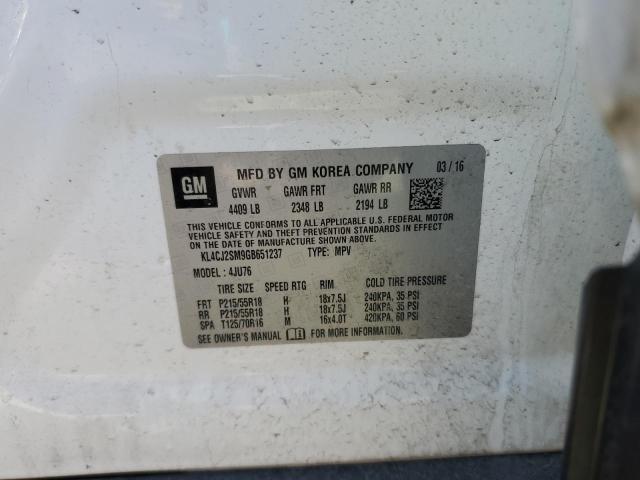 GM MFD BY GM KOREA COMPANY 03/16
GVWR GAWR FRT GAWR RR
4409 LB 2348 LB 2194 LB
THIS VEHICLE CONFORMS TO ALL APPLICABLE U.S. FEDERAL MOTOR
VEHICLE SAFETY AND THEFT PREVENTION STANDARDS IN EFFECT
ON THE DATE OF MANUFACTURE SHOWN ABOVE.
KL4CJ2SM9GB651237 TYPE: MPV
MODEL: 4JU76
TIRE SIZE SPEED RTG RIM COLD TIRE PRESSURE
FRT P215/55R18 H 18x7.5J 240KPA, 35 PSI
RR P215/55R18 H 18x7.5J 240KPA, 35 PSI
SPA T125/70R16 M 16x4.0T 420KPA, 60 PSI
SEE OWNER'S MANUAL FOR MORE INFORMATION.